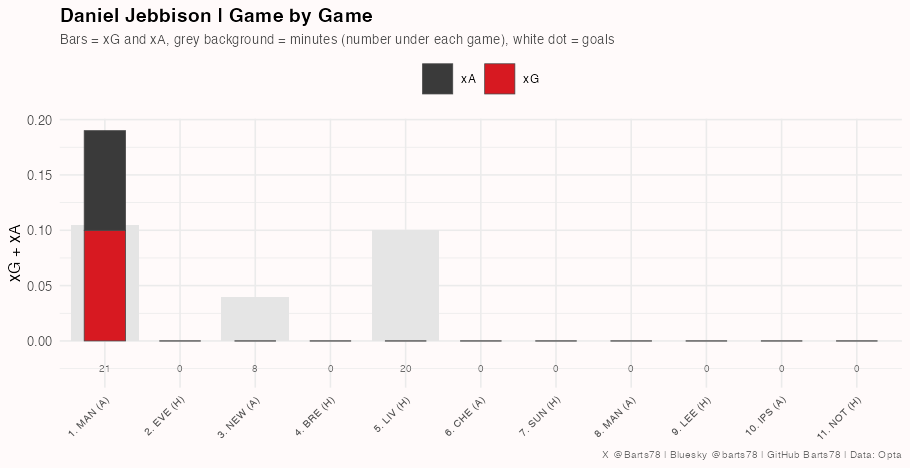 Daniel Jebbison | Game by Game
Bars = xG and xA, grey background = minutes (number under each game), white dot = goals
xA xG
xG + xA
0.20
0.15
0.10
0.05
0.00
21 0 8 0 20 0 0 0 0 0 0
1. MAN (A) 2. EVE (H) 3. NEW (A) 4. BRE (H) 5. LIV (H) 6. CHE (A) 7. SUN (H) 8. MAN (A) 9. LEE (H) 10. IPS (A) 11. NOT (H)
X @Barts78 | Bluesky @barts78 | GitHub Barts78 | Data: Opta